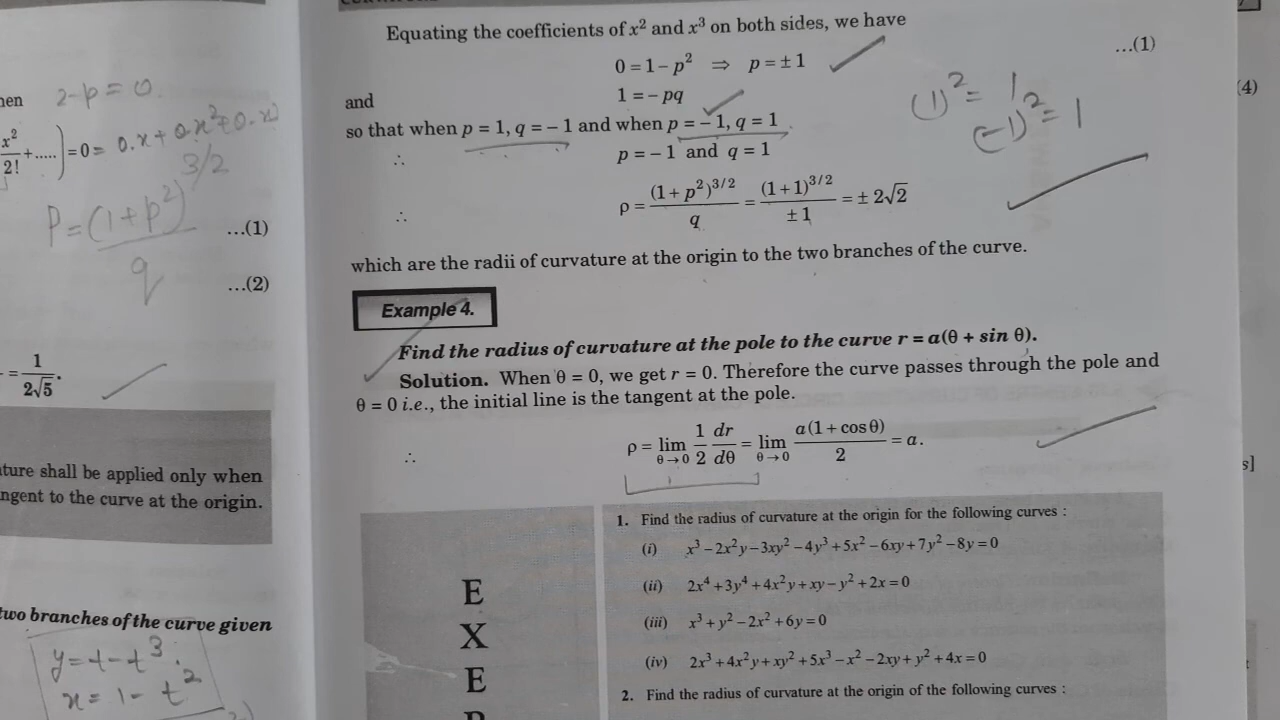 Equating the coefficients of x² and x³ on both sides, we have
0 = 1 – p² ⇒ p = ± 1 ...(1)
and 1 = – pq
so that when p = 1, q = – 1 and when p = – 1, q = 1
∴ p = – 1 and q = 1
∴ ρ = (1 + p²)^{3/2} / q = (1 + 1)^{3/2} / ± 1 = ± 2√2
which are the radii of curvature at the origin to the two branches of the curve.
(1)² = 1
(-1)² = 1
Example 4.
Find the radius of curvature at the pole to the curve r = a(θ + sin θ).
Solution. When θ = 0, we get r = 0. Therefore the curve passes through the pole and
θ = 0 i.e., the initial line is the tangent at the pole.
∴ ρ = lim_{θ→0} 1/2 dr/dθ = lim_{θ→0} a(1 + cos θ)/2 = a.
1. Find the radius of curvature at the origin for the following curves :
(i) x³ – 2x²y – 3xy² – 4y³ + 5x² – 6xy + 7y² – 8y = 0
(ii) 2x⁴ + 3y⁴ + 4x²y + xy – y² + 2x = 0
(iii) x³ + y² – 2x² + 6y = 0
(iv) 2x³ + 4x²y + xy² + 5x³ – x² – 2xy + y² + 4x = 0
2. Find the radius of curvature at the origin of the following curves :
E
X
E
2-p = 0
x²/2! + .....) = 0 = 0.x + 0.x² + 0.x
P = (1+p²)^{3/2} / q
...(1)
...(2)
= 1/2√5.
shall be applied only when
to the curve at the origin.
two branches of the curve given
y = t - t³
x = 1 - t²
(4)
s]